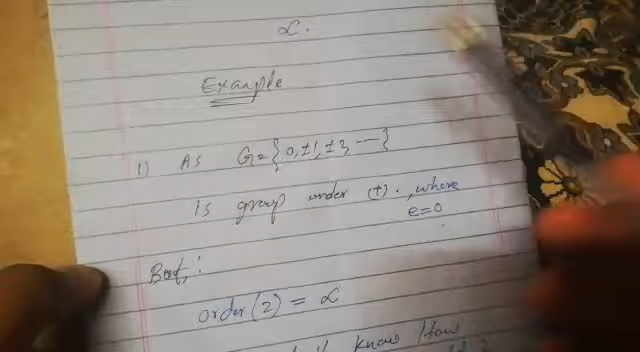 ∝.
Example
1) As G = {0, ±1, ±2, ---}
is group under (+)., where
e=0
But,:
order(2) = ∝
know How